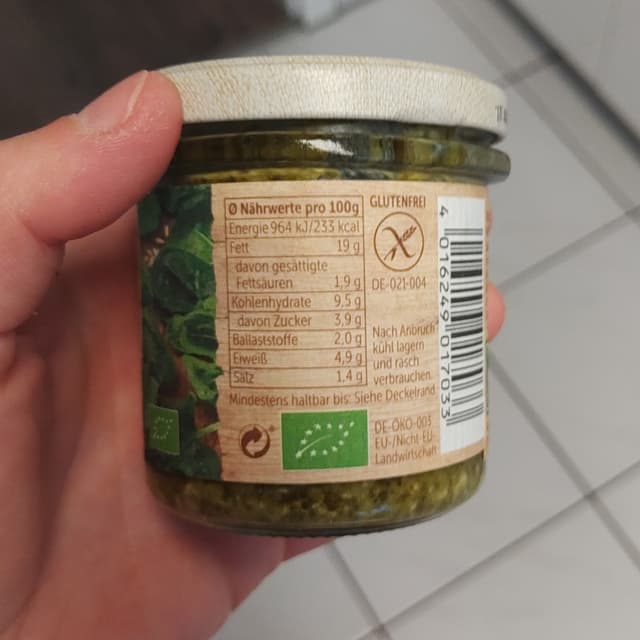 Ø Nährwerte pro 100g
Energie 964 kJ/233 kcal
Fett 19 g
davon gesättigte
Fettsäuren 1,9 g
Kohlenhydrate 9,5 g
davon Zucker 3,9 g
Ballaststoffe 2,0 g
Eiweiß 4,9 g
Salz 1,4 g
Mindestens haltbar bis: Siehe Deckelrand
GLUTENFREI
DE-021-004
Nach Anbruch
kühl lagern
und rasch
verbrauchen.
DE-ÖKO-003
EU-/Nicht-EU-
Landwirtschaft
4 016249 017033